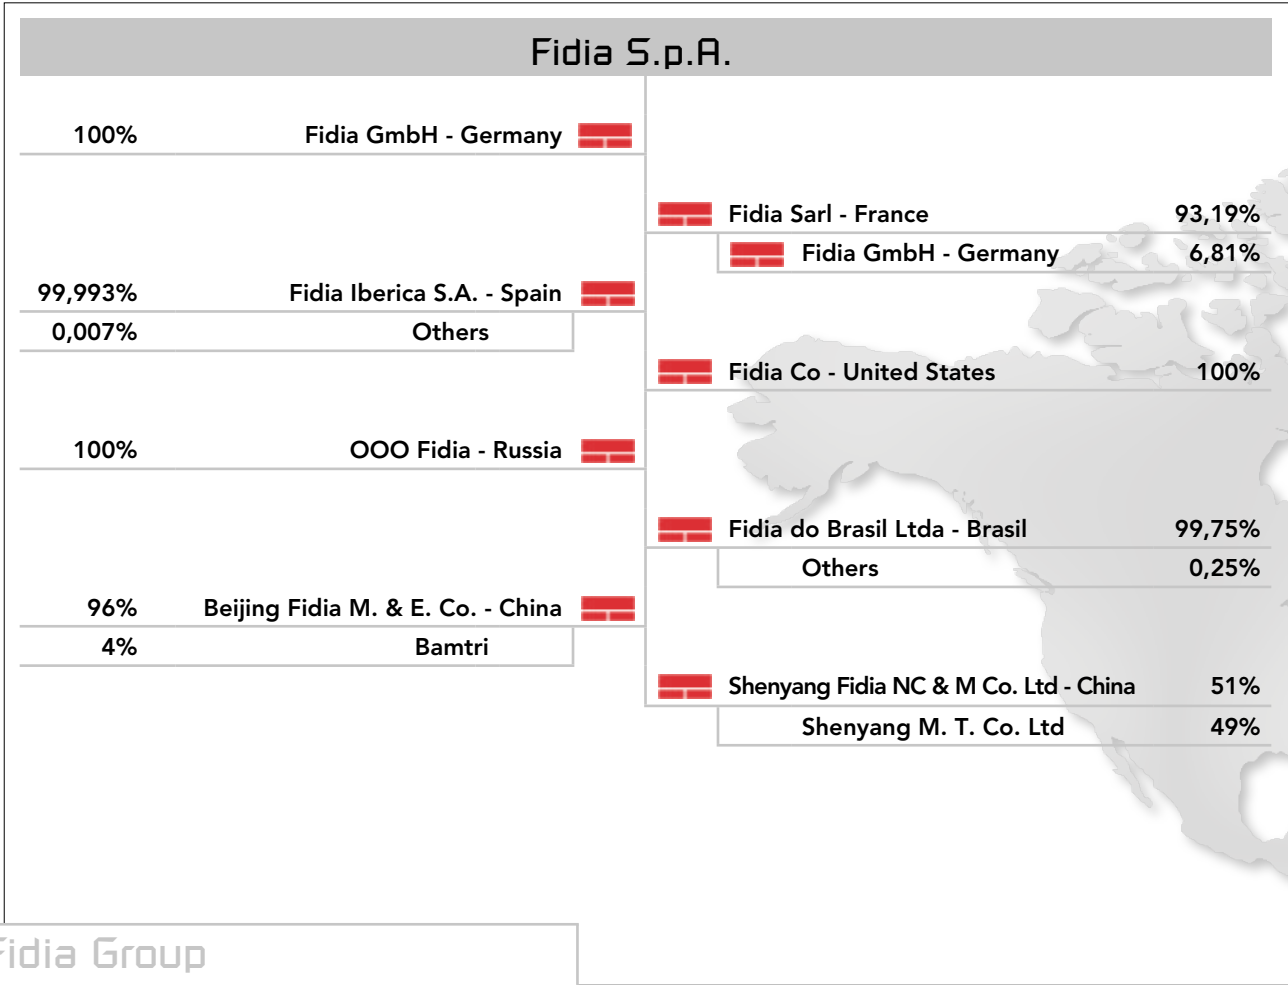 Fidia S.p.A.
100% Fidia GmbH - Germany
Fidia Sarl - France 93,19%
Fidia GmbH - Germany 6,81%
99,993% Fidia Iberica S.A. - Spain
0,007% Others
Fidia Co - United States 100%
100% OOO Fidia - Russia
Fidia do Brasil Ltda - Brasil 99,75%
Others 0,25%
96% Beijing Fidia M. & E. Co. - China
4% Bamtri
Shenyang Fidia NC & M Co. Ltd - China 51%
Shenyang M. T. Co. Ltd 49%
Fidia Group